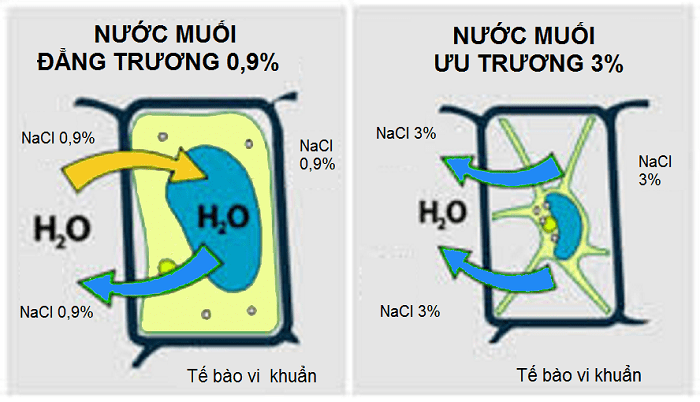 NƯỚC MUỐI
ĐẲNG TRƯƠNG 0,9%
NaCl 0,9%
NaCl
0,9%
H₂O
H₂O
NaCl 0,9%
Tế bào vi khuẩn
NƯỚC MUỐI
ƯU TRƯƠNG 3%
NaCl 3%
NaCl
3%
H₂O
NaCl 3%
Tế bào vi khuẩn